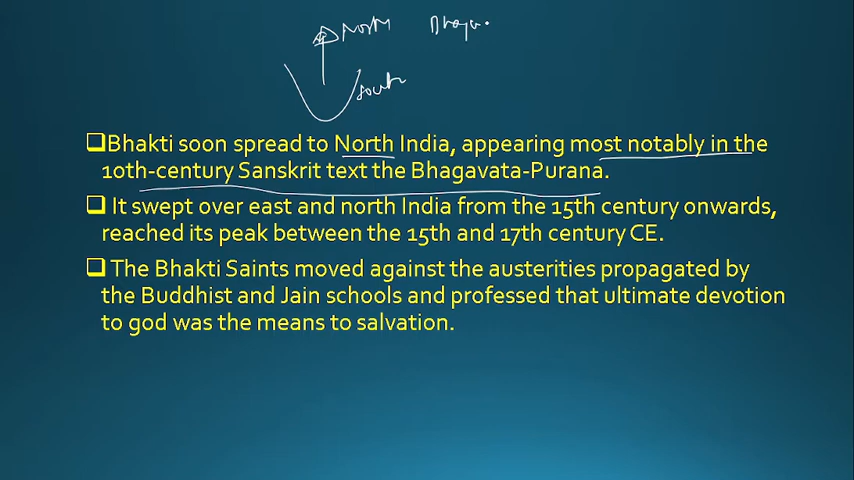 North
South
❑Bhakti soon spread to North India, appearing most notably in the
10th-century Sanskrit text the Bhagavata-Purana.
❑ It swept over east and north India from the 15th century onwards,
reached its peak between the 15th and 17th century CE.
❑ The Bhakti Saints moved against the austerities propagated by
the Buddhist and Jain schools and professed that ultimate devotion
to god was the means to salvation.